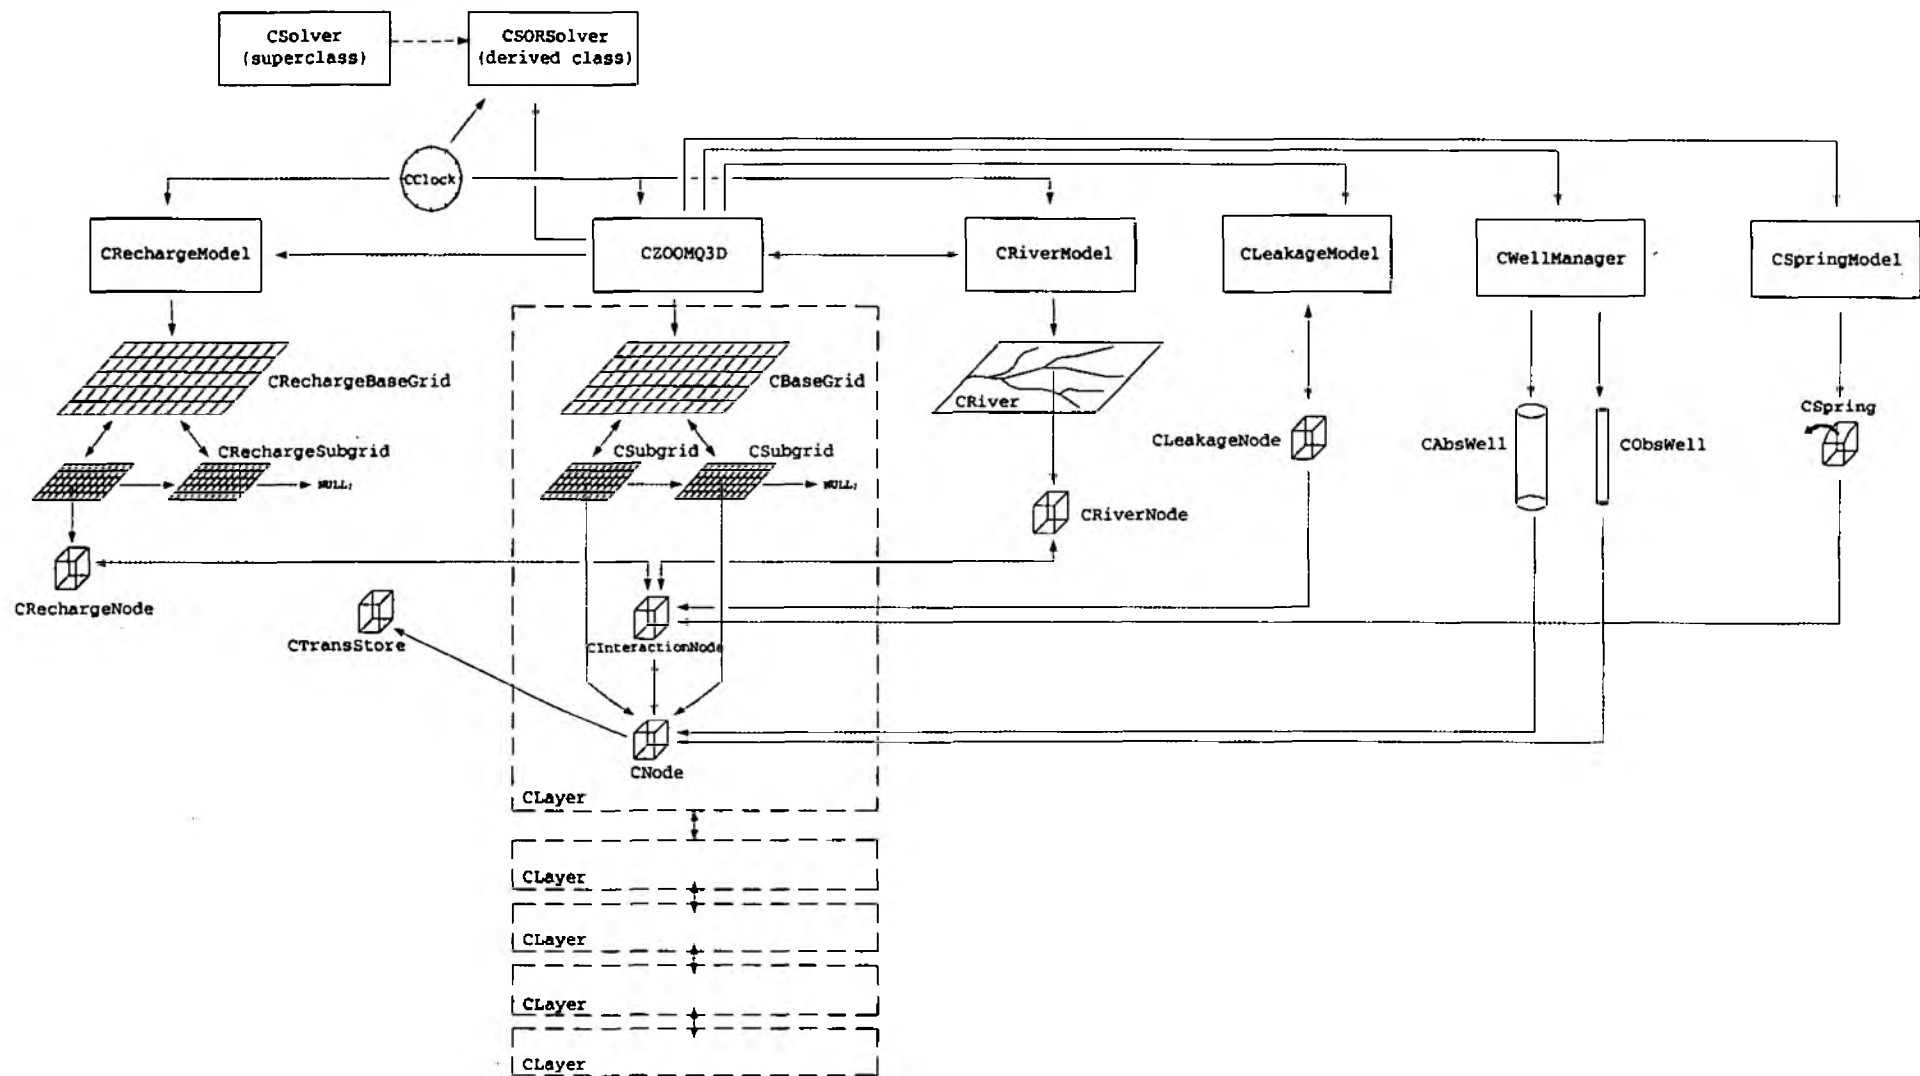 CSolver
(superclass)
CSORSolver
(derived class)
CClock
CRechargeModel
CZOOMQ3D
CRiverModel
CLeakageModel
CWellManager
CSpringModel
CRechargeBaseGrid
CBaseGrid
CRiver
CSpring
CLeakageNode
CAbsWell
CObsWell
CRechargeSubgrid
CSubgrid
CSubgrid
NULL;
NULL;
CRiverNode
CRechargeNode
CTransStore
CInteractionNode
CNode
CLayer
CLayer
CLayer
CLayer
CLayer